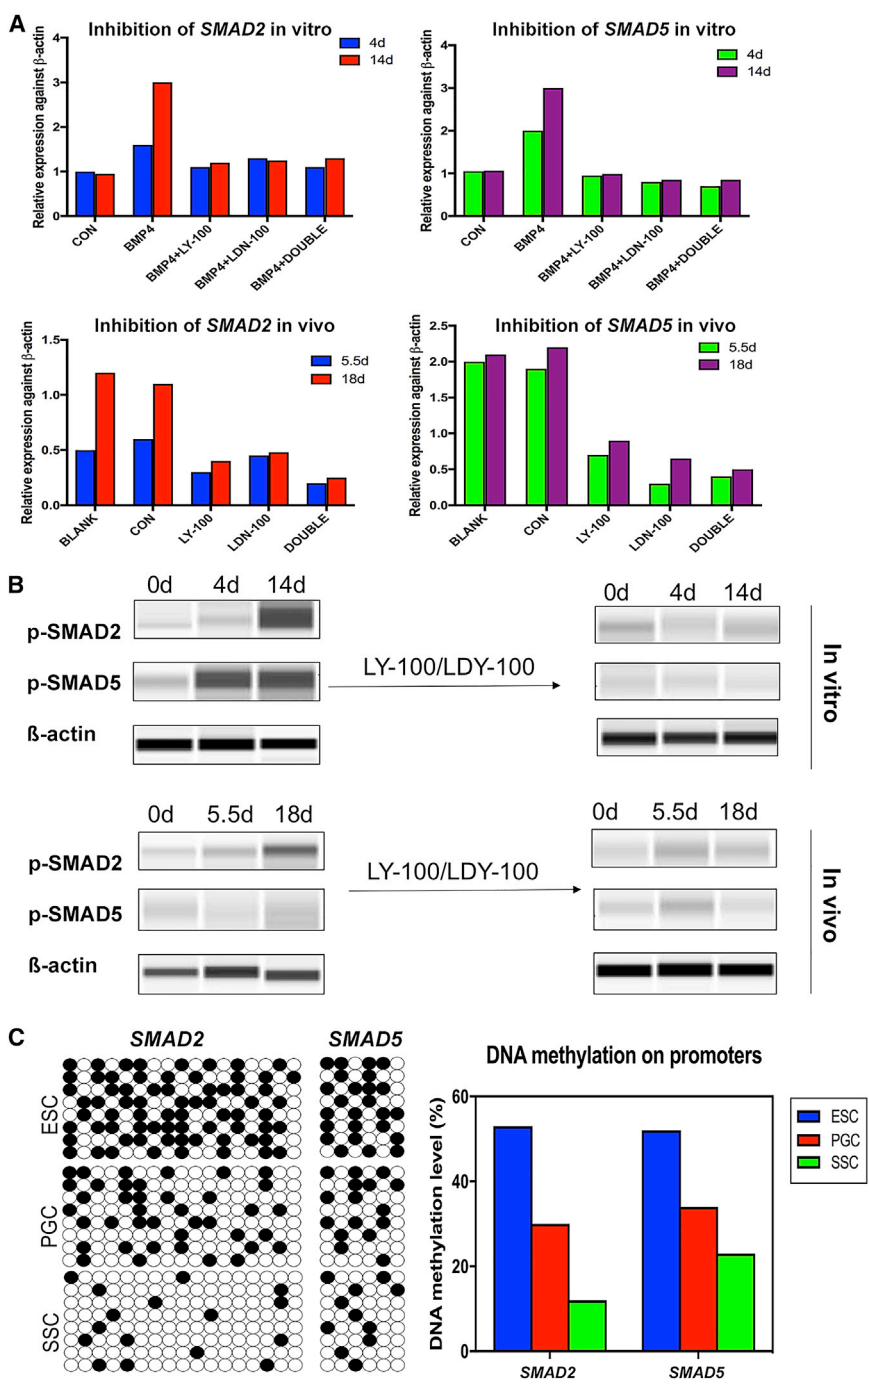 A
Inhibition of SMAD2 in vitro
Relative expression against β-actin
4
3
2
1
0
4d
14d
CON
BMP4
BMP4+LY-100
BMP4+LDN-100
BMP4+DOUBLE
Inhibition of SMAD5 in vitro
Relative expression against β-actin
4
3
2
1
0
4d
14d
CON
BMP4
BMP4+LY-100
BMP4+LDN-100
BMP4+DOUBLE
Inhibition of SMAD2 in vivo
Relative expression against β-actin
1.5
1.0
0.5
0.0
5.5d
18d
BLANK
CON
LY-100
LDN-100
DOUBLE
Inhibition of SMAD5 in vivo
Relative expression against β-actin
2.5
2.0
1.5
1.0
0.5
0.0
5.5d
18d
BLANK
CON
LY-100
LDN-100
DOUBLE
B
0d 4d 14d
p-SMAD2
p-SMAD5
ß-actin
LY-100/LDY-100
0d 4d 14d
In vitro
0d 5.5d 18d
p-SMAD2
p-SMAD5
ß-actin
LY-100/LDY-100
0d 5.5d 18d
In vivo
C
SMAD2 SMAD5
ESC
PGC
SSC
DNA methylation on promoters
DNA methylation level (%)
60
40
20
0
ESC
PGC
SSC
SMAD2 SMAD5